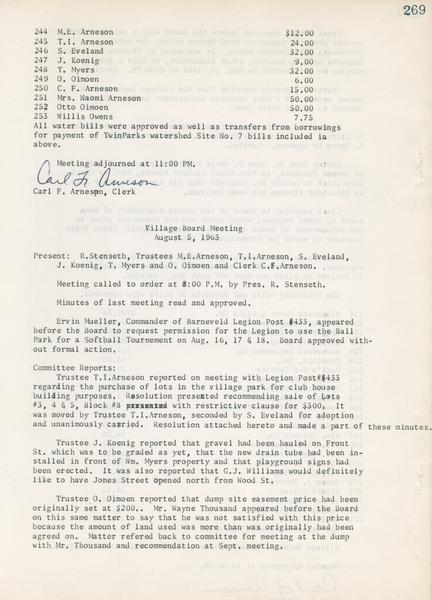 269
244 M.E. Arneson $12.00
245 T.I. Arneson 24.00
246 S. Eveland 32.00
247 J. Koenig 9.00
248 T. Myers 32.00
249 O. Oimoen 6.00
250 C.F. Arneson 15.00
251 Mrs. Naomi Arneson 50.00
252 Otto Oimoen 50.00
253 Willis Owens 7.75
All water bills were approved as well as transfers from borrowings
for payment of TwinParks watershed Site No. 7 bills included in
above.
Meeting adjourned at 11:00 PM.
Carl F. Arneson
Carl F. Arneson, Clerk
Village Board Meeting
August 5, 1963
Present: R.Stenseth, Trustees M.E.Arneson, T.I.Arneson, S. Eveland,
J. Koenig, T. Myers and O. Oimoen and Clerk C.F.Arneson.
Meeting called to order at 8:00 P.M. by Pres. R. Stenseth.
Minutes of last meeting read and approved.
Ervin Mueller, Commander of Barneveld Legion Post #433, appeared
before the Board to request permission for the Legion to use the Ball
Park for a Softball Tournement on Aug. 16, 17 & 18. Board approved with-
out formal action.
Committee Reports:
Trustee T.I.Arneson reported on meeting with Legion Post #433
regarding the purchase of lots in the village park for club house
building purposes. Resolution presented recommending sale of Lots
#3, 4 & 5, Block #8 with restrictive clause for $300. It
was moved by Trustee T.I.Arneson, seconded by S. Eveland for adoption
and unanimously carried. Resolution attached hereto and made a part of these minutes.
Trustee J. Koenig reported that gravel had been hauled on Front
St. which was to be graded as yet, that the new drain tube had been in-
stalled in front of Wm. Myers property and that playground signs had
been erected. It was also reported that G.J. Williams would definitely
like to have Jones Street opened north from Wood St.
Trustee O. Oimoen reported that dump site easement price had been
originally set at $200.. Mr. Wayne Thousand appeared before the Board
on this same matter to say that he was not satisfied with this price
because the amount of land used was more than was originally had been
agreed on. Matter refered back to committee for meeting at the dump
with Mr. Thousand and recommendation at Sept. meeting.